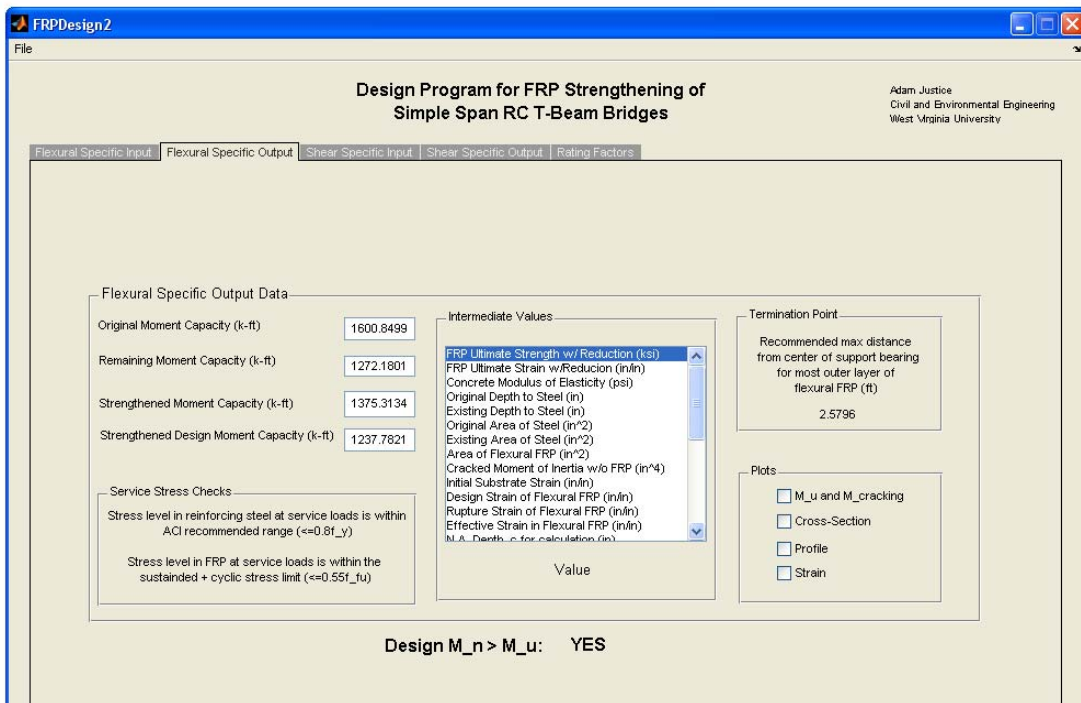 FRPDesign2
File
Design Program for FRP Strengthening of
Simple Span RC T-Beam Bridges
Adam Justice
Civil and Environmental Engineering
West Virginia University
Flexural Specific Input
Flexural Specific Output
Shear Specific Input
Shear Specific Output
Rating Factors
Flexural Specific Output Data
Original Moment Capacity (k-ft) 1600.8499
Remaining Moment Capacity (k-ft) 1272.1801
Strengthened Moment Capacity (k-ft) 1375.3134
Strengthened Design Moment Capacity (k-ft) 1237.7821
Service Stress Checks
Stress level in reinforcing steel at service loads is within
ACI recommended range (<=0.8f_y)
Stress level in FRP at service loads is within the
sustainded + cyclic stress limit (<=0.55f_fu)
Intermediate Values
FRP Ultimate Strength w/ Reduction (ksi)
FRP Ultimate Strain w/Reducion (in/in)
Concrete Modulus of Elasticity (psi)
Original Depth to Steel (in)
Existing Depth to Steel (in)
Original Area of Steel (in^2)
Existing Area of Steel (in^2)
Area of Flexural FRP (in^2)
Cracked Moment of Inertia w/o FRP (in^4)
Initial Substrate Strain (in/in)
Design Strain of Flexural FRP (in/in)
Rupture Strain of Flexural FRP (in/in)
Effective Strain in Flexural FRP (in/in)
N.A. Depth, c for calculation (in)
Value
Termination Point
Recommended max distance
from center of support bearing
for most outer layer of
flexural FRP (ft)
2.5796
Plots
M_u and M_cracking
Cross-Section
Profile
Strain
Design M_n > M_u: YES